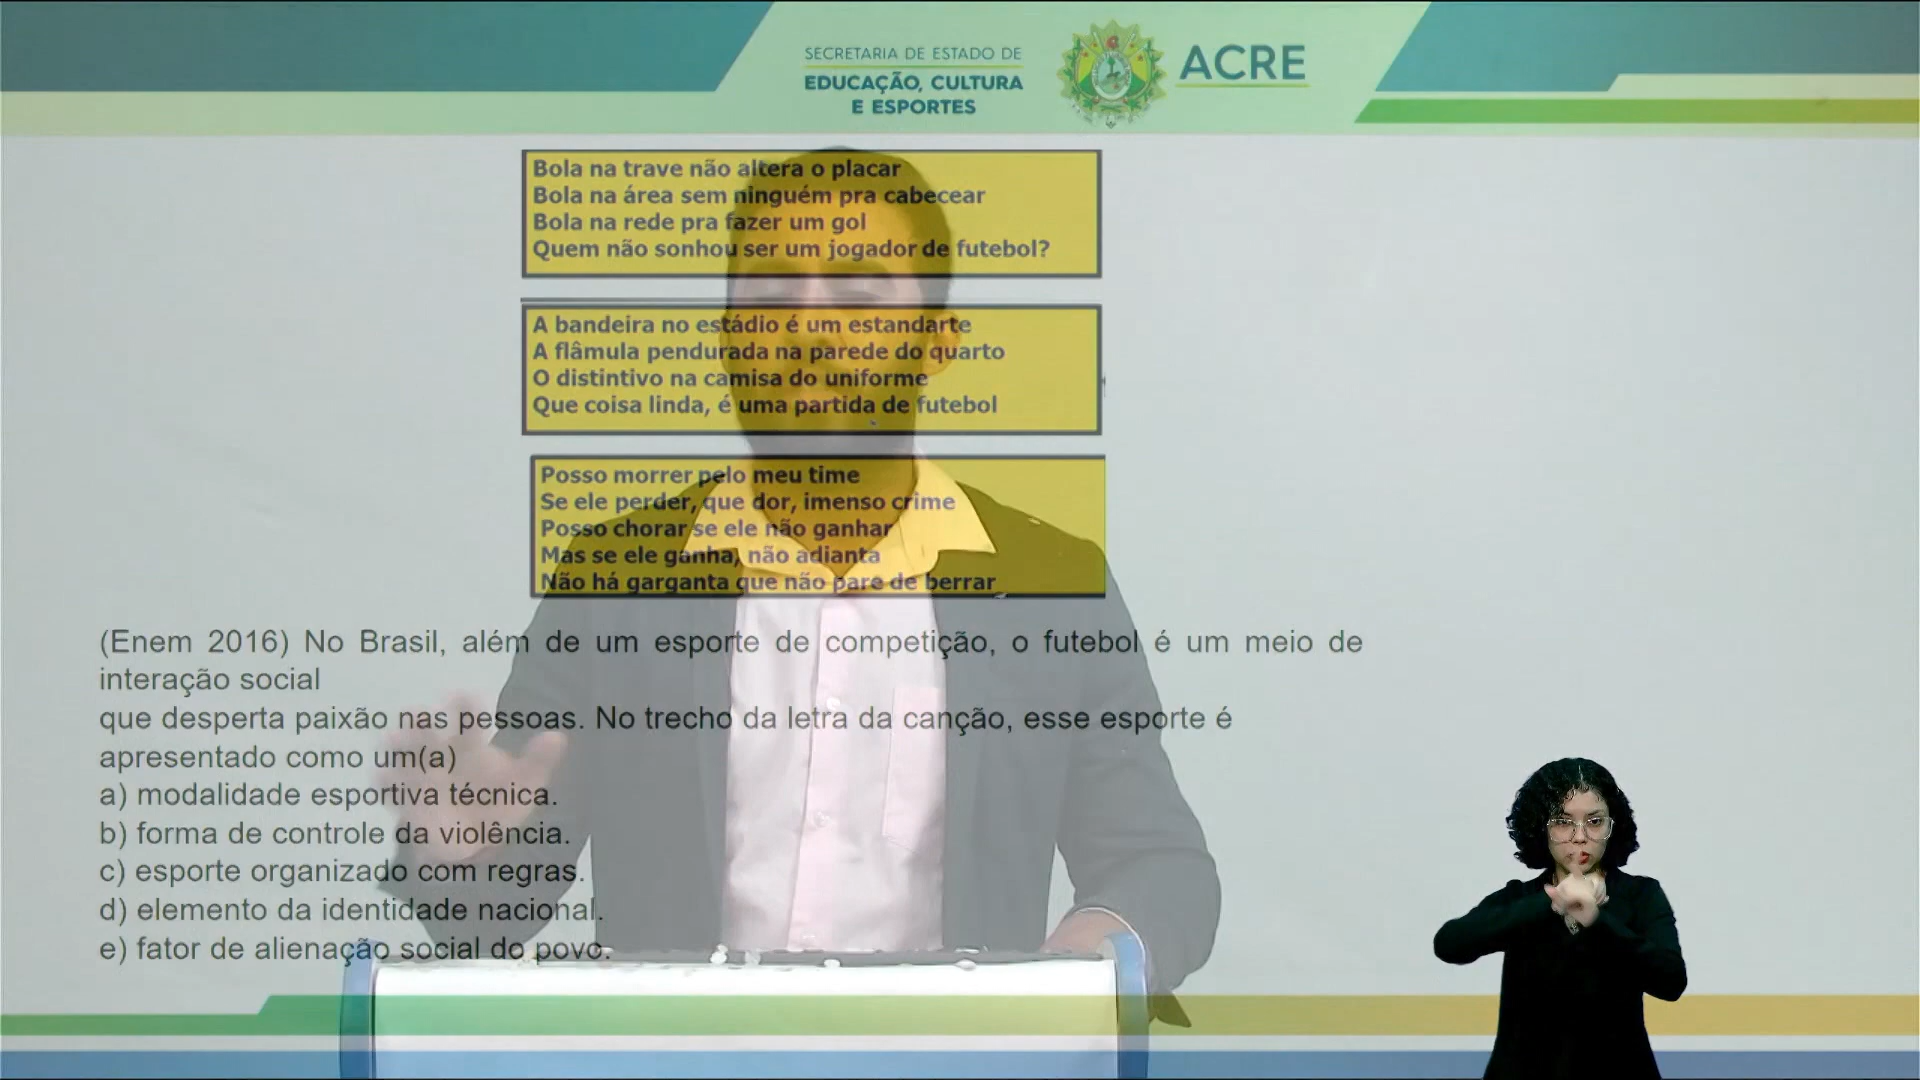 SECRETARIA DE ESTADO DE
EDUCAÇÃO, CULTURA
E ESPORTES
ACRE
Bola na trave não altera o placar
Bola na área sem ninguém pra cabecear
Bola na rede pra fazer um gol
Quem não sonhou ser um jogador de futebol?
A bandeira no estádio é um estandarte
A flâmula pendurada na parede do quarto
O distintivo na camisa do uniforme
Que coisa linda, é uma partida de futebol
Posso morrer pelo meu time
Se ele perder, que dor, imenso crime
Posso chorar se ele não ganhar
Mas se ele ganha, não adianta
Não há garganta que não pare de berrar
(Enem 2016) No Brasil, além de um esporte de competição, o futebol é um meio de
interação social
que desperta paixão nas pessoas. No trecho da letra da canção, esse esporte é
apresentado como um(a)
a) modalidade esportiva técnica.
b) forma de controle da violência.
c) esporte organizado com regras.
d) elemento da identidade nacional.
e) fator de alienação social do povo.